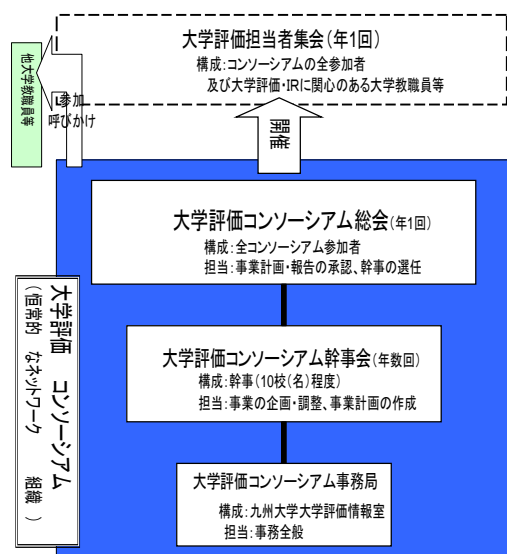 大学評価担当者集会(年1回)
構成:コンソーシアムの全参加者
及び大学評価・IRに関心のある大学教職員等
他大学教職員等
参加
呼びかけ
開催
大学評価コンソーシアム総会(年1回)
構成:全コンソーシアム参加者
担当:事業計画・報告の承認、幹事の選任
大学評価コンソーシアム幹事会(年数回)
構成:幹事(10校(名)程度)
担当:事業の企画・調整、事業計画の作成
大学評価コンソーシアム事務局
構成:九州大学大学評価情報室
担当:事務全般
大学評価 コンソーシアム
(恒常的 なネットワーク 組織 )